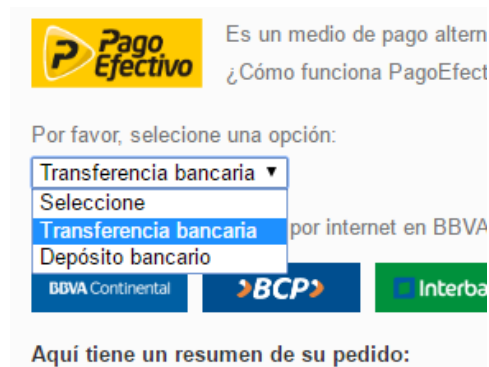 Pago
Efectivo
Es un medio de pago altern
¿Cómo funciona PagoEfect
Por favor, selecione una opción:
Transferencia bancaria
Seleccione
Transferencia bancaria
por internet en BBVA
Depósito bancario
BBVA Continental
BCP
Interba
Aquí tiene un resumen de su pedido: